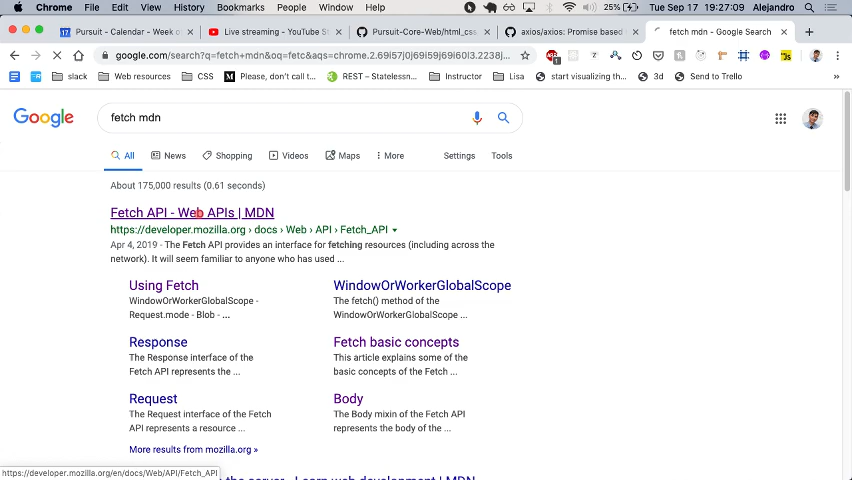 Chrome File Edit View History Bookmarks People Window Help 25% Tue Sep 17 19:27:09 Alejandro
Pursuit - Calendar - Week o Live streaming - YouTube S Pursuit-Core-Web/html_css axios/axios: Promise based fetch mdn - Google Search
google.com/search?q=fetch+mdn&oq=fetc&aqs=chrome.2.69i57j0j69i59j69i60l3.2238j...
slack Web resources CSS Please, don't call t... REST – Statelessn... Instructor Lisa start visualizing th... 3d Send to Trello »
Google fetch mdn
All News Shopping Videos Maps More Settings Tools
About 175,000 results (0.61 seconds)
Fetch API - Web APIs | MDN
https://developer.mozilla.org › docs › Web › API › Fetch_API
Apr 4, 2019 - The Fetch API provides an interface for fetching resources (including across the
network). It will seem familiar to anyone who has used ...
Using Fetch WindowOrWorkerGlobalScope
WindowOrWorkerGlobalScope - The fetch() method of the
Request.mode - Blob - ... WindowOrWorkerGlobalScope ...
Response Fetch basic concepts
The Response interface of the This article explains some of the
Fetch API represents the ... basic concepts of the Fetch ...
Request Body
The Request interface of the Fetch The Body mixin of the Fetch API
API represents a resource ... represents the body of the ...
More results from mozilla.org »
https://developer.mozilla.org/en/docs/Web/API/Fetch_API the server - Learn web development | MDN